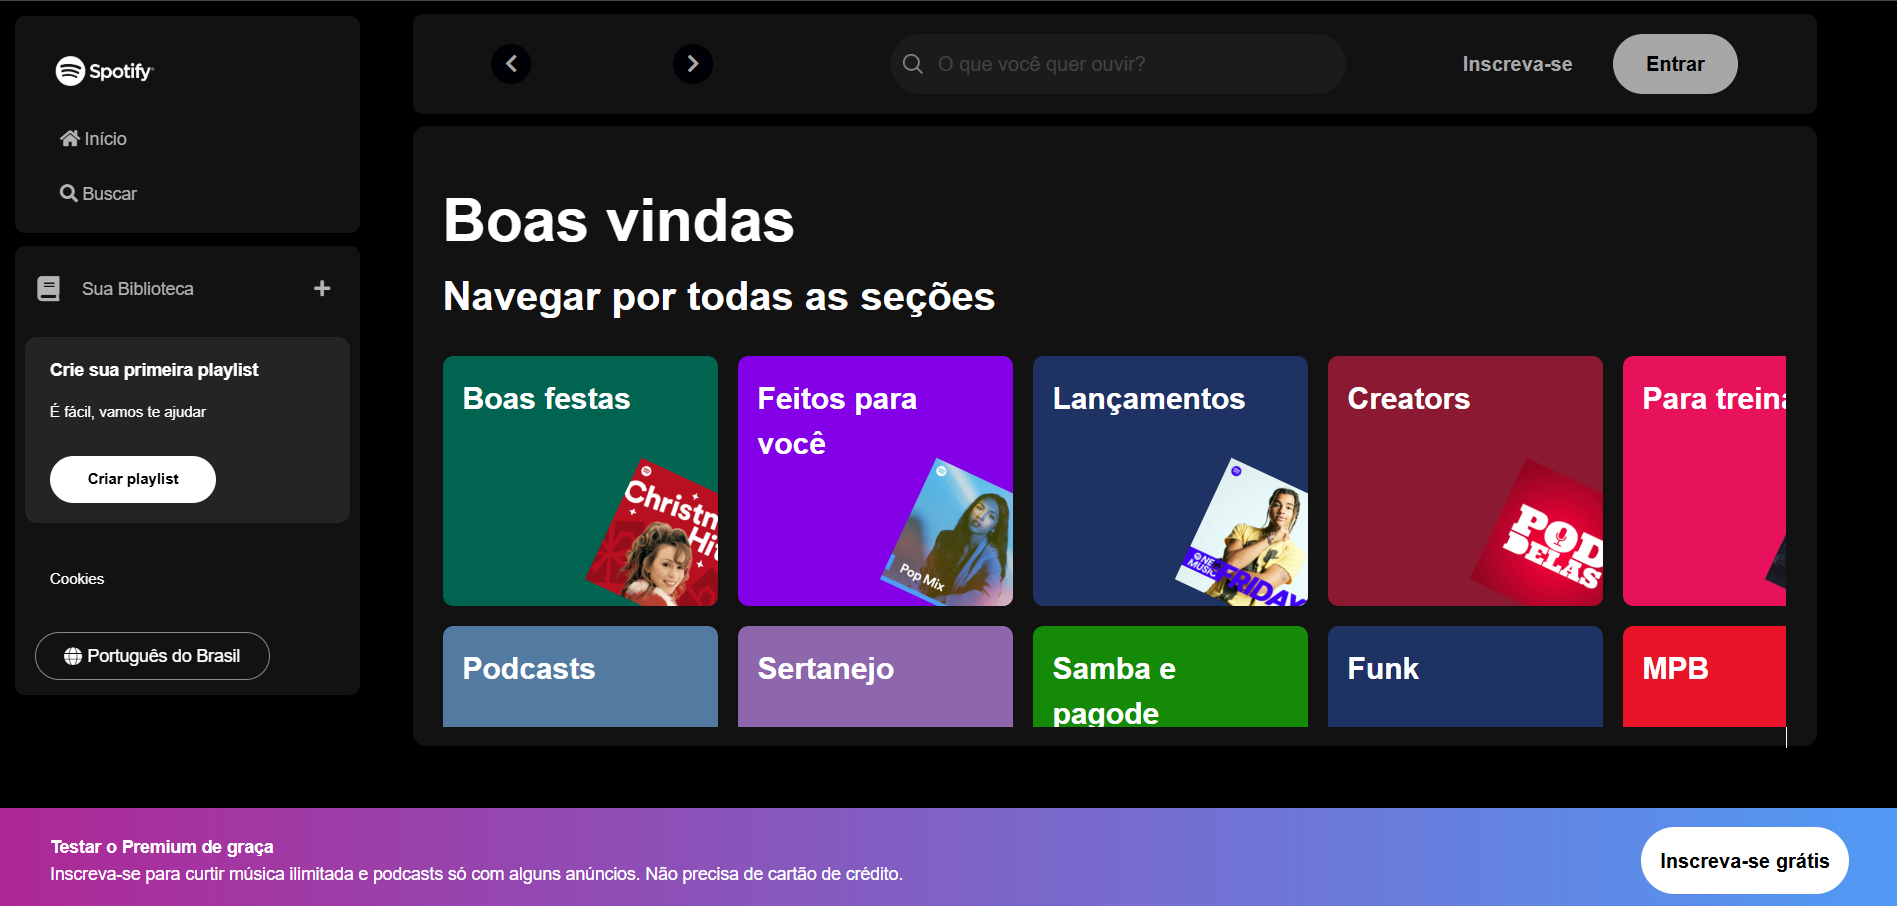 Spotify
Início
Buscar
Sua Biblioteca
Crie sua primeira playlist
É fácil, vamos te ajudar
Criar playlist
Cookies
Português do Brasil
O que você quer ouvir?
Inscreva-se
Entrar
Boas vindas
Navegar por todas as seções
Boas festas
Christm
Hit
Feitos para
você
Pop Mix
Lançamentos
NE
MUSIC
FRIDAY
Creators
POD
DELAS
Para treina
Podcasts
Sertanejo
Samba e
pagode
Funk
MPB
Testar o Premium de graça
Inscreva-se para curtir música ilimitada e podcasts só com alguns anúncios. Não precisa de cartão de crédito.
Inscreva-se grátis